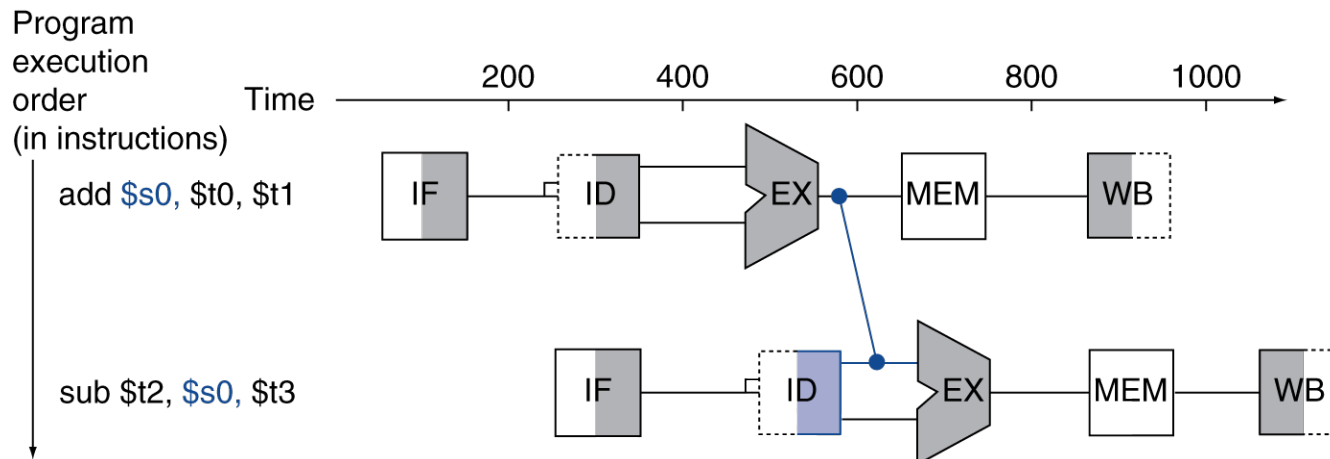 Program
execution
order
(in instructions)
Time
200 400 600 800 1000
add $s0, $t0, $t1
IF ID EX MEM WB
sub $t2, $s0, $t3
IF ID EX MEM WB